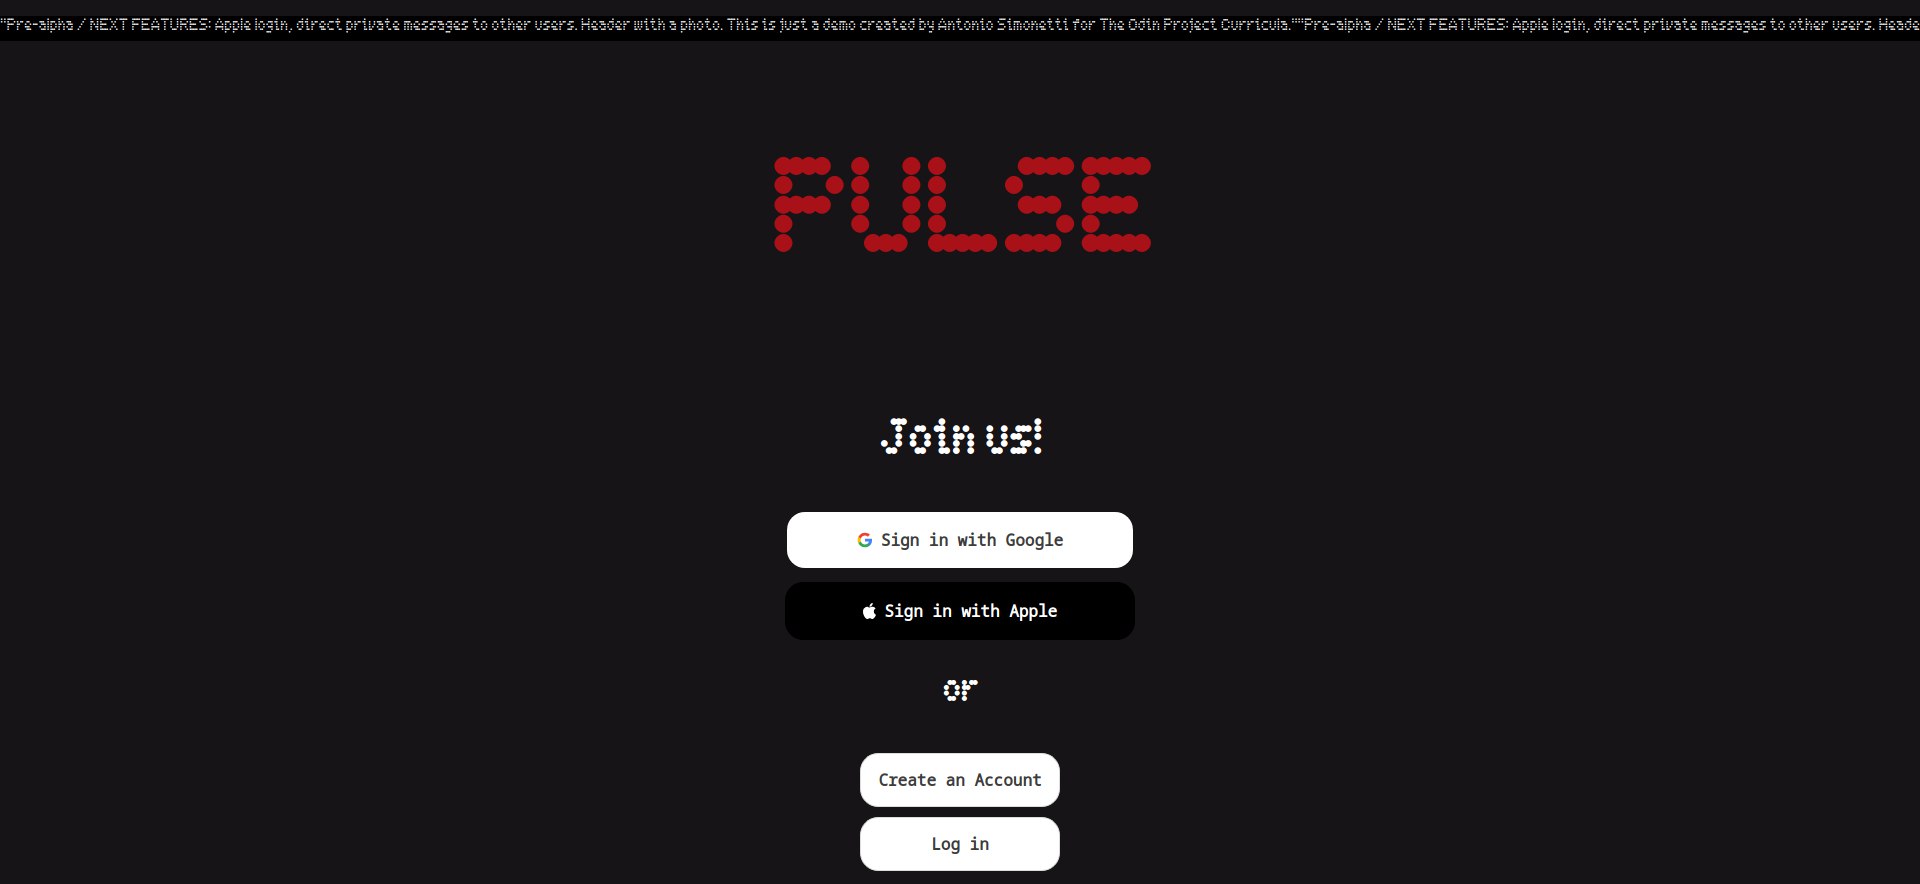 "Pre-alpha / NEXT FEATURES: Apple login, direct private messages to other users. Header with a photo. This is just a demo created by Antonio Simonetti for The Odin Project Curricula.""Pre-alpha / NEXT FEATURES: Apple login, direct private messages to other users. Heade
PULSE
Join us!
Sign in with Google
Sign in with Apple
or
Create an Account
Log in